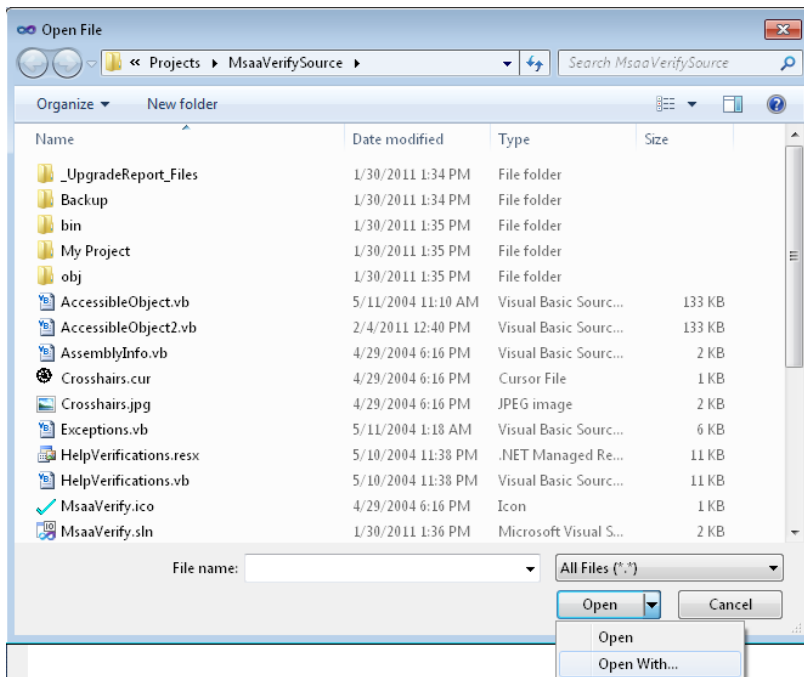 Open File
« Projects ▸ MsaaVerifySource ▸ Search MsaaVerifySource
Organize New folder
Name Date modified Type Size
_UpgradeReport_Files 1/30/2011 1:34 PM File folder
Backup 1/30/2011 1:34 PM File folder
bin 1/30/2011 1:35 PM File folder
My Project 1/30/2011 1:35 PM File folder
obj 1/30/2011 1:35 PM File folder
AccessibleObject.vb 5/11/2004 11:10 AM Visual Basic Sourc... 133 KB
AccessibleObject2.vb 2/4/2011 12:40 PM Visual Basic Sourc... 133 KB
AssemblyInfo.vb 4/29/2004 6:16 PM Visual Basic Sourc... 2 KB
Crosshairs.cur 4/29/2004 6:16 PM Cursor File 1 KB
Crosshairs.jpg 4/29/2004 6:16 PM JPEG image 2 KB
Exceptions.vb 5/11/2004 1:18 AM Visual Basic Sourc... 6 KB
HelpVerifications.resx 5/10/2004 11:38 PM .NET Managed Re... 11 KB
HelpVerifications.vb 5/10/2004 11:38 PM Visual Basic Sourc... 11 KB
MsaaVerify.ico 4/29/2004 6:16 PM Icon 1 KB
MsaaVerify.sln 1/30/2011 1:36 PM Microsoft Visual S... 2 KB
File name: All Files (*.*)
Open Cancel
Open
Open With...